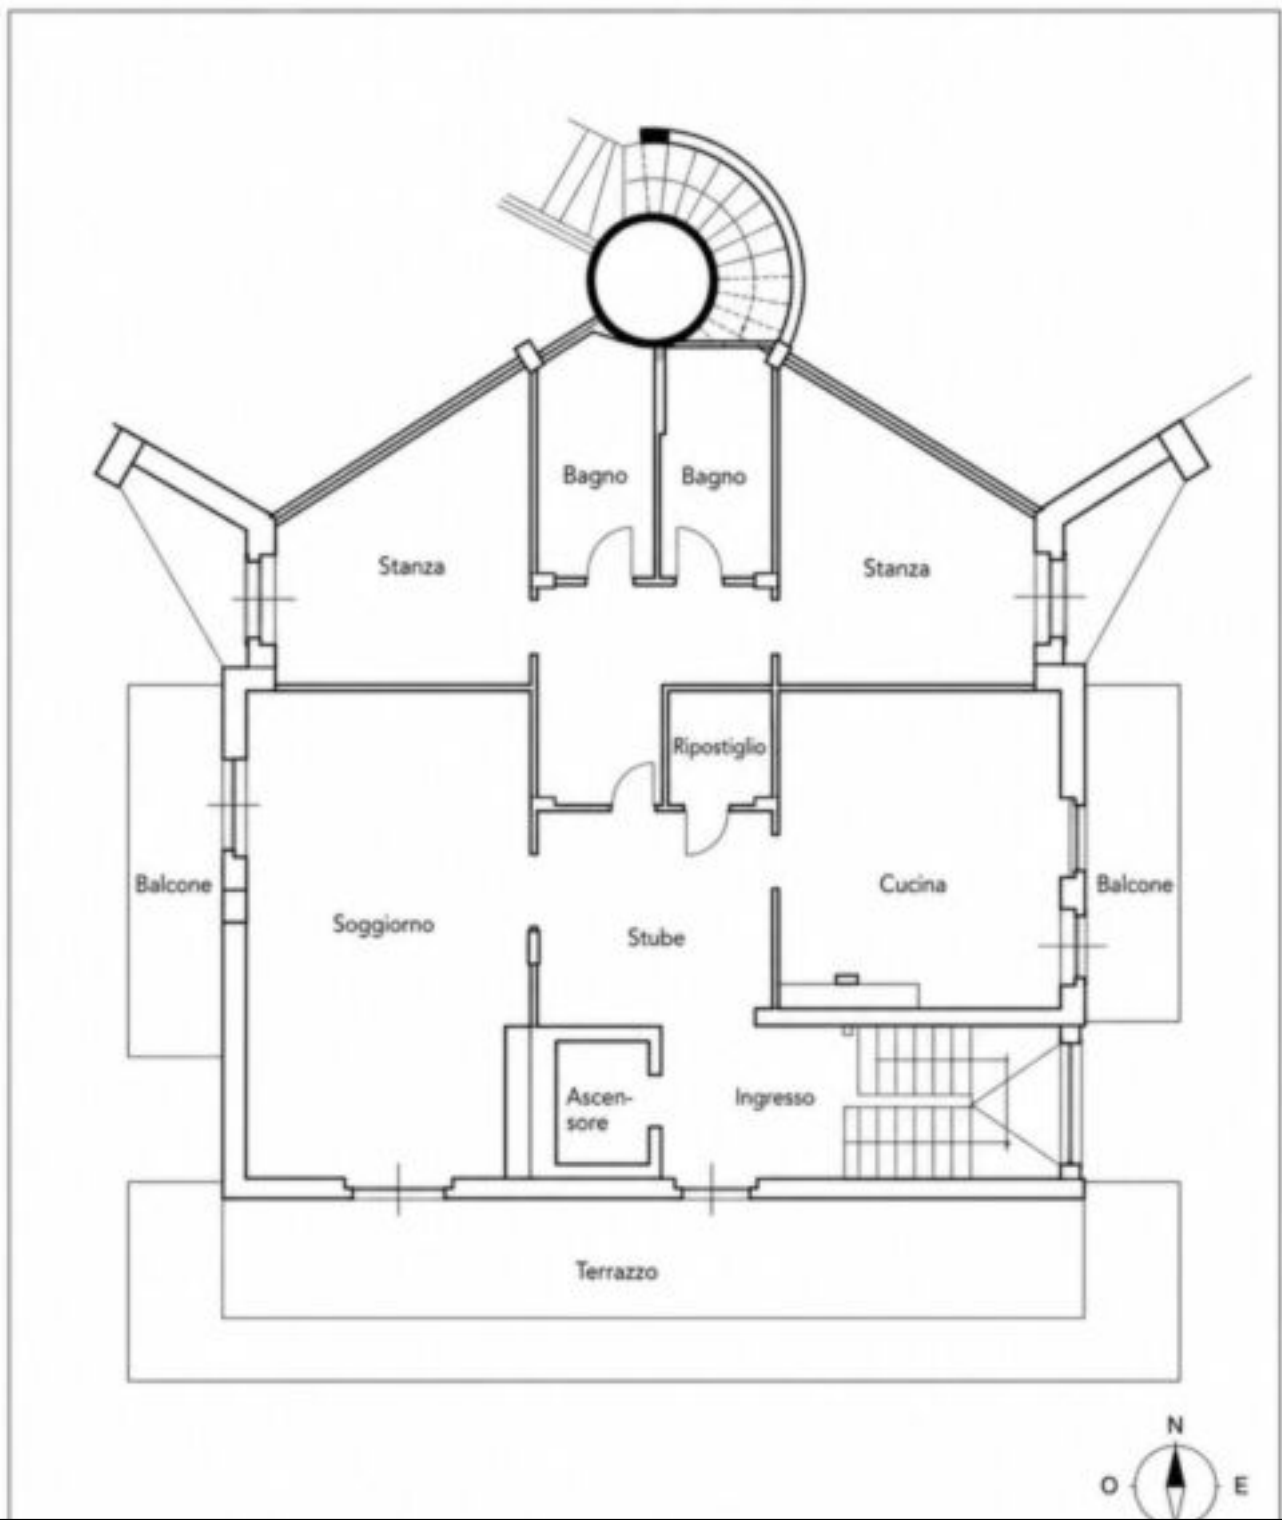 Bagno
Bagno
Stanza
Stanza
Ripostiglio
Balcone
Soggiorno
Stube
Cucina
Balcone
Ascen-
sore
Ingresso
Terrazzo
N
O
E